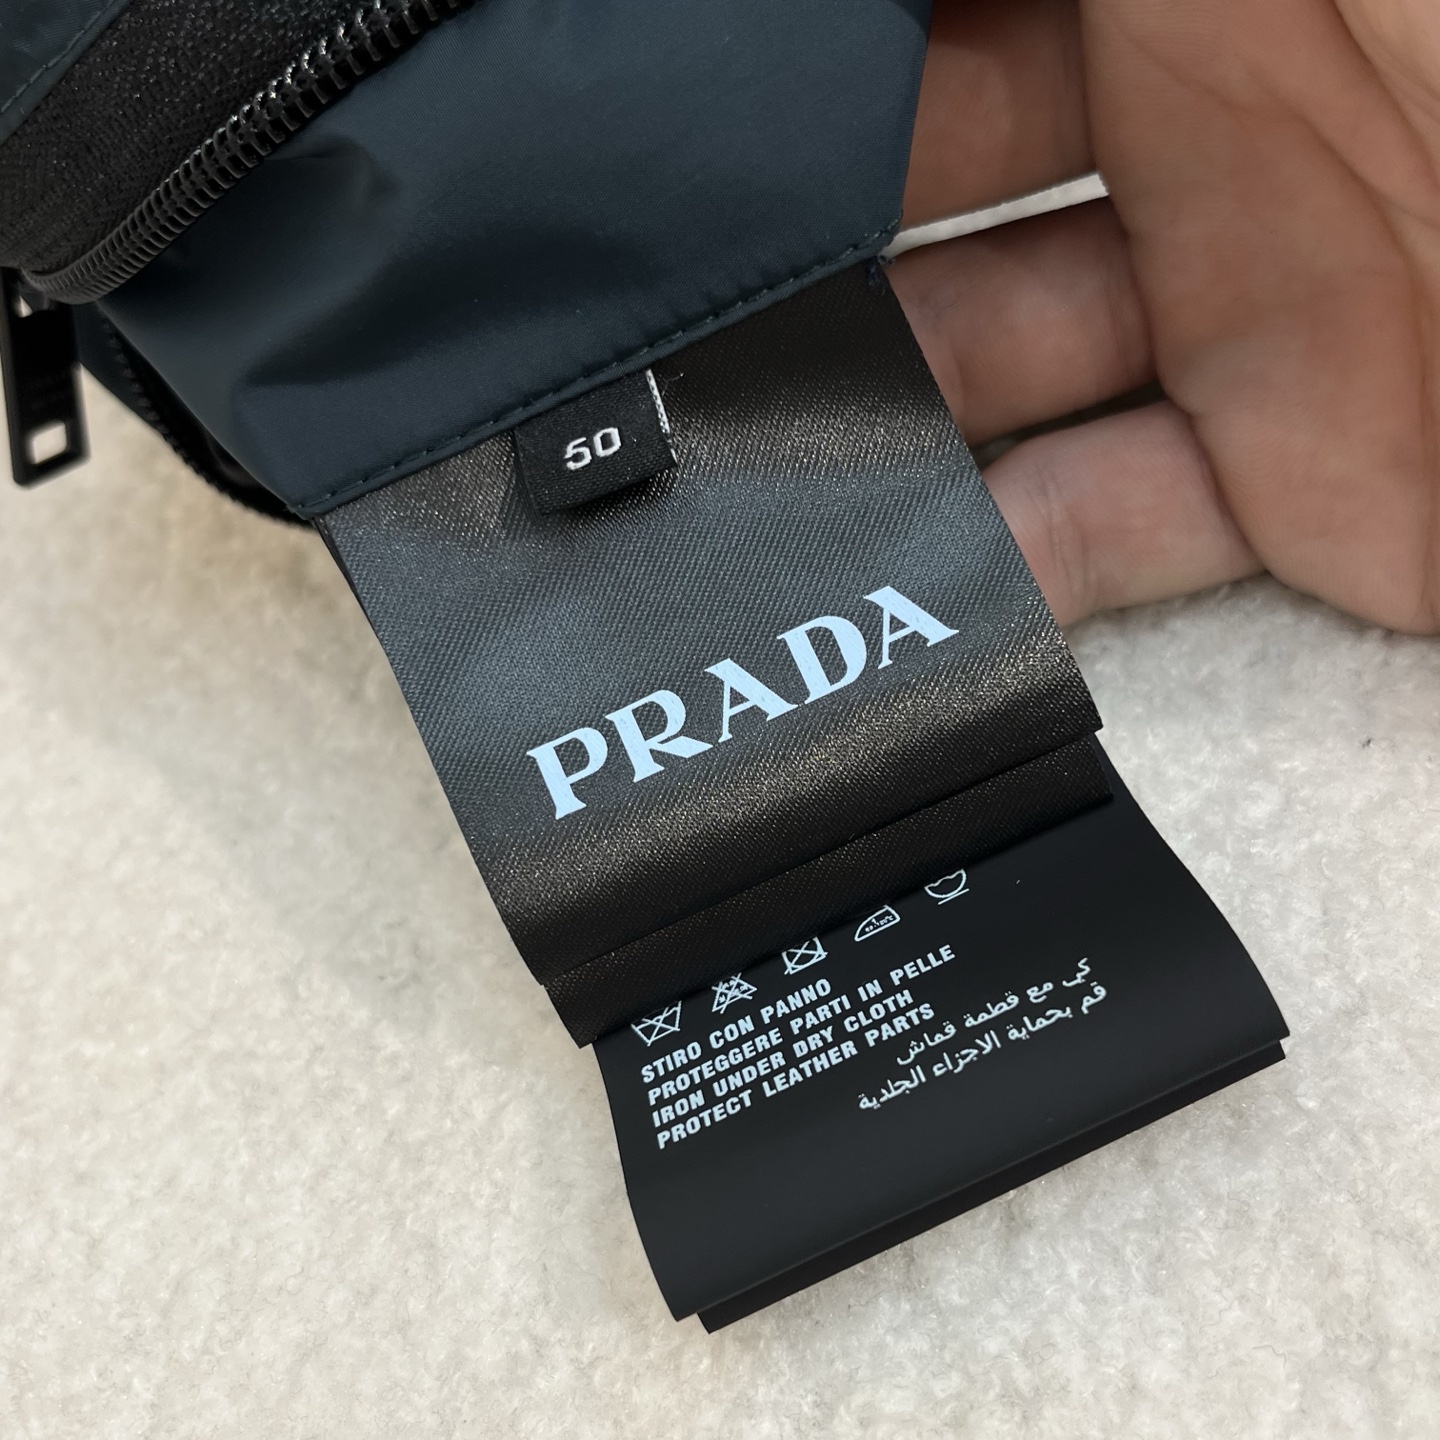 50
PRADA
STIRO CON PANNO
PROTEGGERE PARTI IN PELLE
IRON UNDER DRY CLOTH
PROTECT LEATHER PARTS
كي مع قطمة قماش
قم بحماية الاجزاء الجلدية